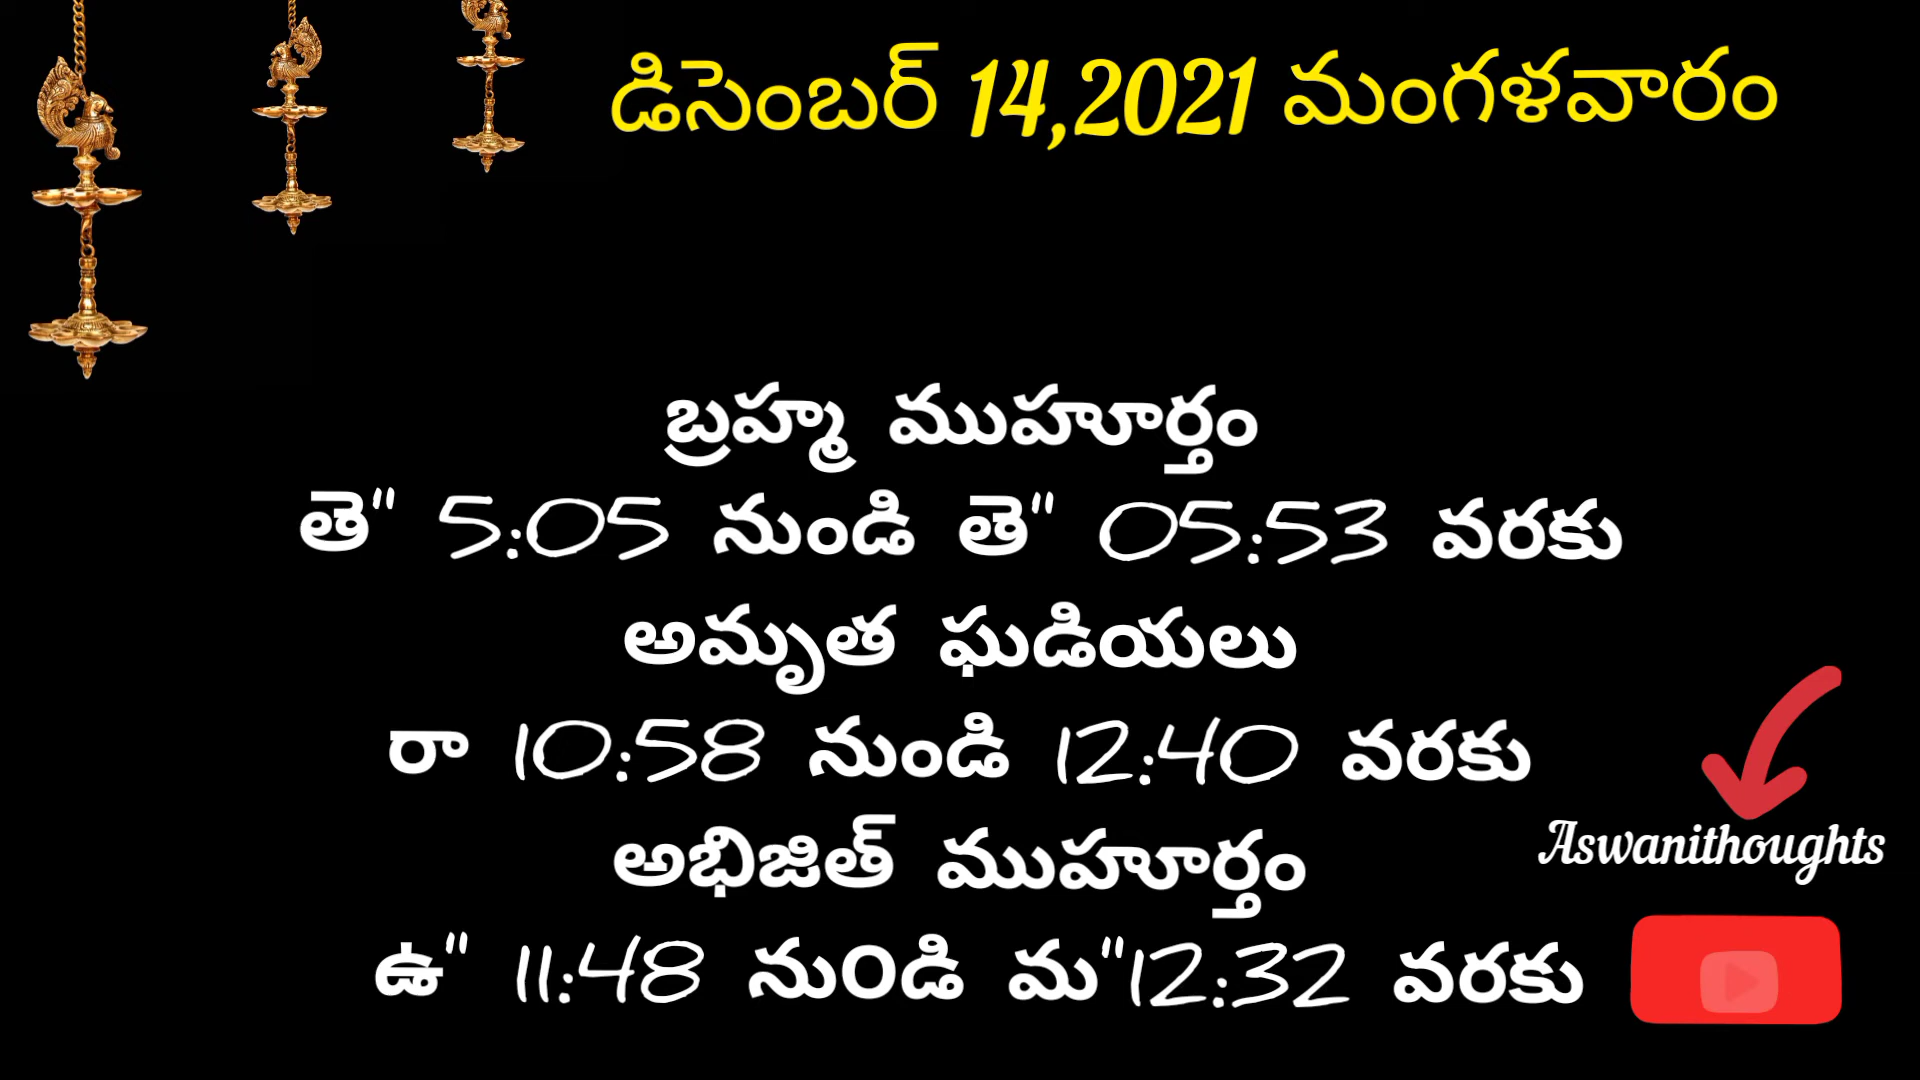 డిసెంబర్ 14,2021 మంగళవారం
బ్రహ్మ ముహూర్తం
తె" 5:05 నుండి తె" 05:53 వరకు
అమృత ఘడియలు
రా 10:58 నుండి 12:40 వరకు
అభిజిత్ ముహూర్తం
ఉ" 11:48 నుండి మ"12:32 వరకు
Aswanithoughts